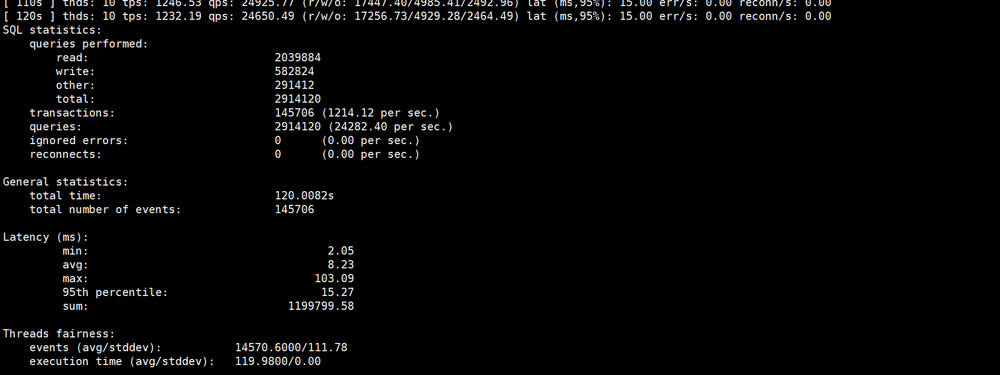 [ 110s ] thds: 10 tps: 1246.53 qps: 24925.77 (r/w/o: 17447.40/4985.41/2492.96) lat (ms,95%): 15.00 err/s: 0.00 reconn/s: 0.00
[ 120s ] thds: 10 tps: 1232.19 qps: 24650.49 (r/w/o: 17256.73/4929.28/2464.49) lat (ms,95%): 15.00 err/s: 0.00 reconn/s: 0.00
SQL statistics:
    queries performed:
        read:                            2039884
        write:                           582824
        other:                           291412
        total:                           2914120
    transactions:                        145706 (1214.12 per sec.)
    queries:                             2914120 (24282.40 per sec.)
    ignored errors:                      0      (0.00 per sec.)
    reconnects:                          0      (0.00 per sec.)

General statistics:
    total time:                          120.0082s
    total number of events:              145706

Latency (ms):
         min:                                    2.05
         avg:                                    8.23
         max:                                  103.09
         95th percentile:                       15.27
         sum:                              1199799.58

Threads fairness:
    events (avg/stddev):           14570.6000/111.78
    execution time (avg/stddev):   119.9800/0.00